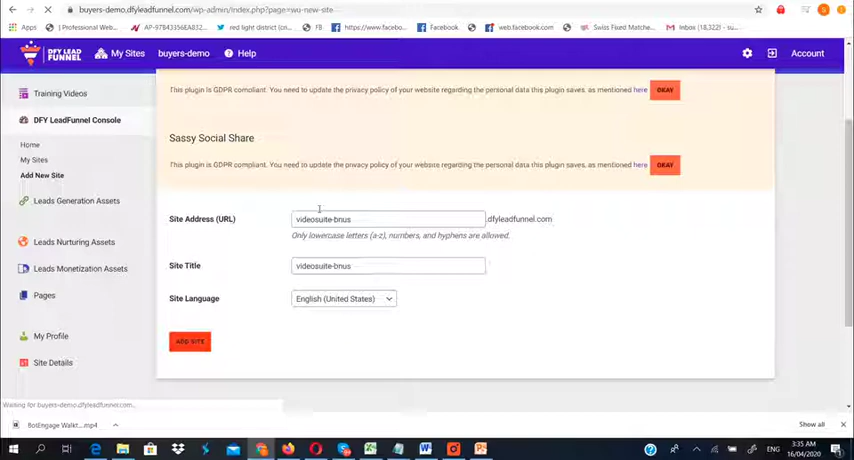 buyers-demo.dfyleadfunnel.com/wp-admin/index.php?page=wu-new-site
Apps
| Professional Web...
AP-97B43356EA832...
red light district (cn...
https://www.facebo...
FB
Facebook
web.facebook.com
Swiss Fixed Matche...
Inbox (18,322) - su...
DFY LEAD
FUNNEL
My Sites
buyers-demo
Help
Account
Training Videos
DFY LeadFunnel Console
Home
My Sites
Add New Site
Leads Generation Assets
Leads Nurturing Assets
Leads Monetization Assets
Pages
My Profile
Site Details
This plugin is GDPR compliant. You need to update the privacy policy of your website regarding the personal data this plugin saves, as mentioned here
OKAY
Sassy Social Share
This plugin is GDPR compliant. You need to update the privacy policy of your website regarding the personal data this plugin saves, as mentioned here
OKAY
Site Address (URL)
videosuite-bnus
.dfyleadfunnel.com
Only lowercase letters (a-z), numbers, and hyphens are allowed.
Site Title
videosuite-bnus
Site Language
English (United States)
ADD SITE
Waiting for buyers-demo.dfyleadfunnel.com...
BotEngage Walkt....mp4
Show all
ENG
3:35 AM
16/04/2020